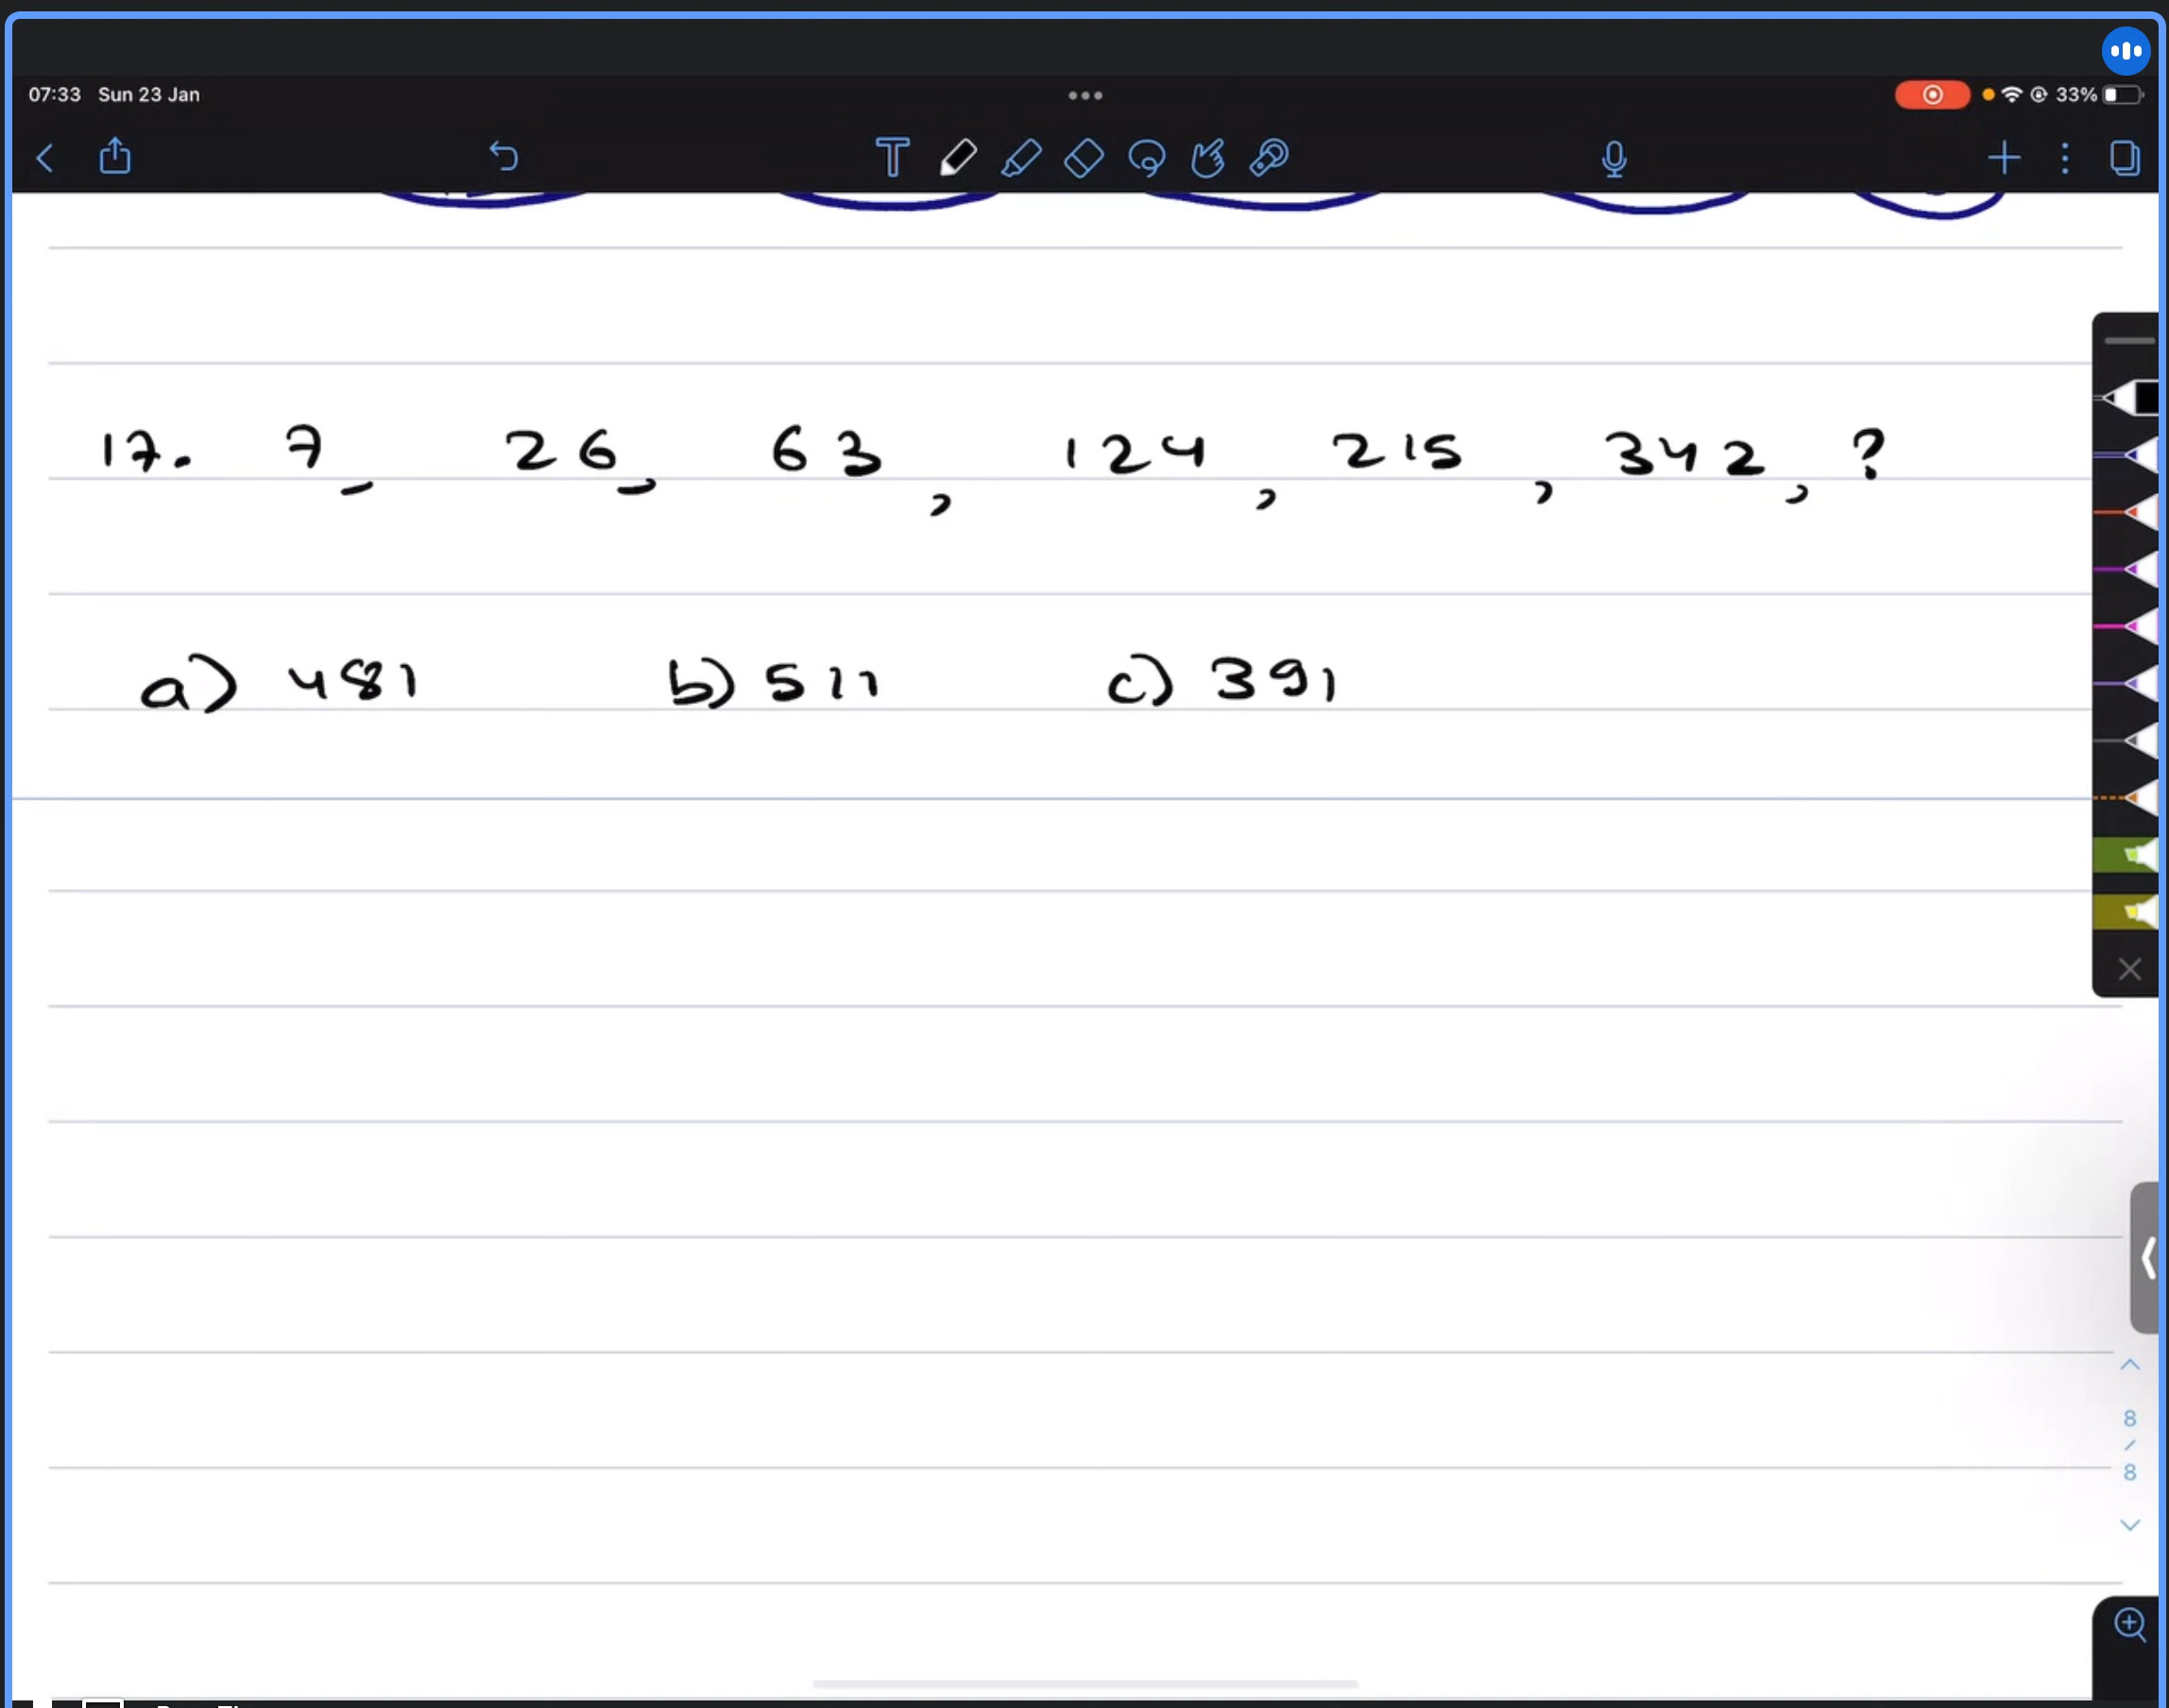 07:33 Sun 23 Jan
33%
17. 7, 26, 63, 124, 215, 342, ?
a) 481 b) 511 c) 391
8
/
8